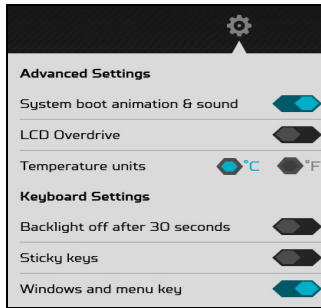 Advanced Settings
System boot animation & sound
LCD Overdrive
Temperature units °C °F
Keyboard Settings
Backlight off after 30 seconds
Sticky keys
Windows and menu key